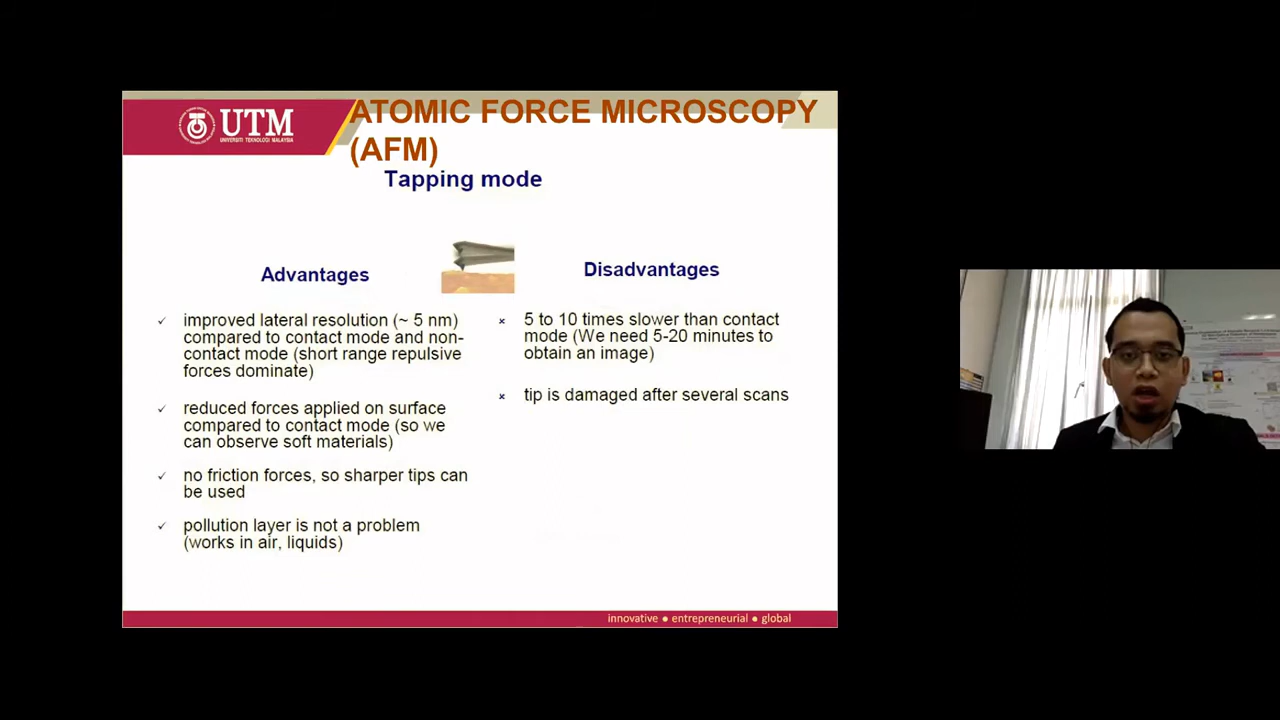 UTM
UNIVERSITI TEKNOLOGI MALAYSIA
ATOMIC FORCE MICROSCOPY
(AFM)
Tapping mode
Advantages
✓ improved lateral resolution (~ 5 nm)
compared to contact mode and non-
contact mode (short range repulsive
forces dominate)
✓ reduced forces applied on surface
compared to contact mode (so we
can observe soft materials)
✓ no friction forces, so sharper tips can
be used
✓ pollution layer is not a problem
(works in air, liquids)
Disadvantages
× 5 to 10 times slower than contact
mode (We need 5-20 minutes to
obtain an image)
× tip is damaged after several scans
innovative ● entrepreneurial ● global